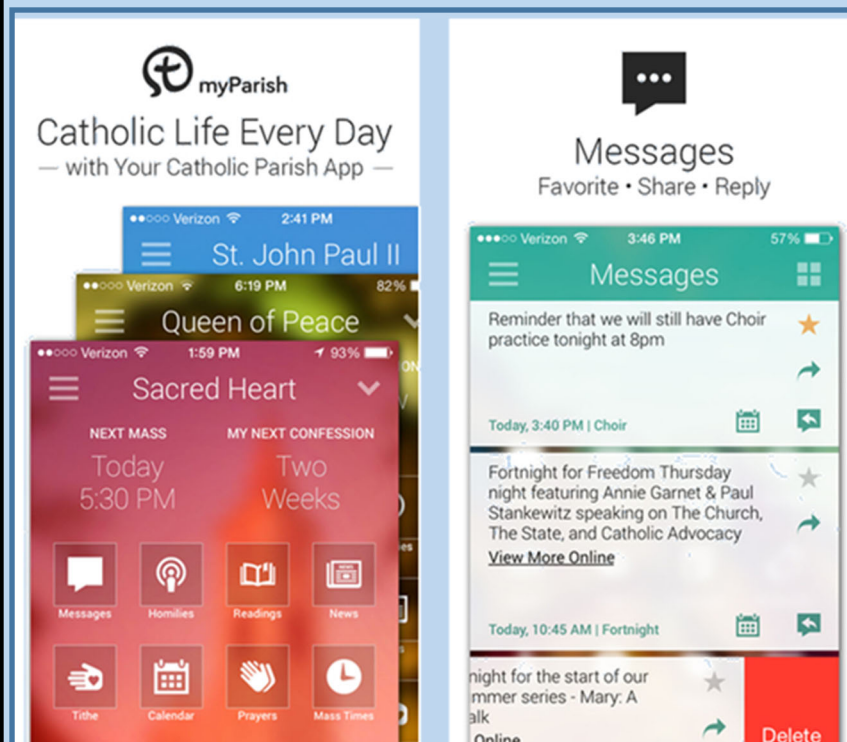 myParish
Catholic Life Every Day
— with Your Catholic Parish App —
Verizon 2:41 PM
St. John Paul II
Verizon 6:19 PM 82%
Queen of Peace
Verizon 1:59 PM 93%
Sacred Heart
NEXT MASS MY NEXT CONFESSION
Today Two
5:30 PM Weeks
Messages Homilies Readings News
Tithe Calendar Prayers Mass Times
Messages
Favorite • Share • Reply
Verizon 3:46 PM 57%
Messages
Reminder that we will still have Choir
practice tonight at 8pm
Today, 3:40 PM | Choir
Fortnight for Freedom Thursday
night featuring Annie Garnet & Paul
Stankewitz speaking on The Church,
The State, and Catholic Advocacy
View More Online
Today, 10:45 AM | Fortnight
night for the start of our
mmer series - Mary: A
alk
Online
Delete